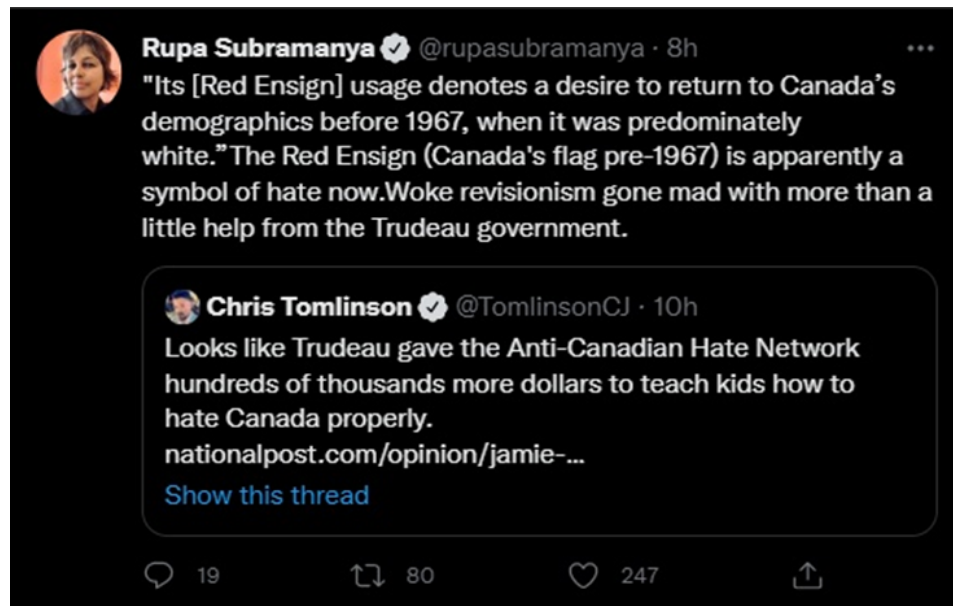 Rupa Subramanya @rupasubramanya · 8h
"Its [Red Ensign] usage denotes a desire to return to Canada’s
demographics before 1967, when it was predominately
white.”The Red Ensign (Canada's flag pre-1967) is apparently a
symbol of hate now.Woke revisionism gone mad with more than a
little help from the Trudeau government.
Chris Tomlinson @TomlinsonCJ · 10h
Looks like Trudeau gave the Anti-Canadian Hate Network
hundreds of thousands more dollars to teach kids how to
hate Canada properly.
nationalpost.com/opinion/jamie-...
Show this thread
19 80 247